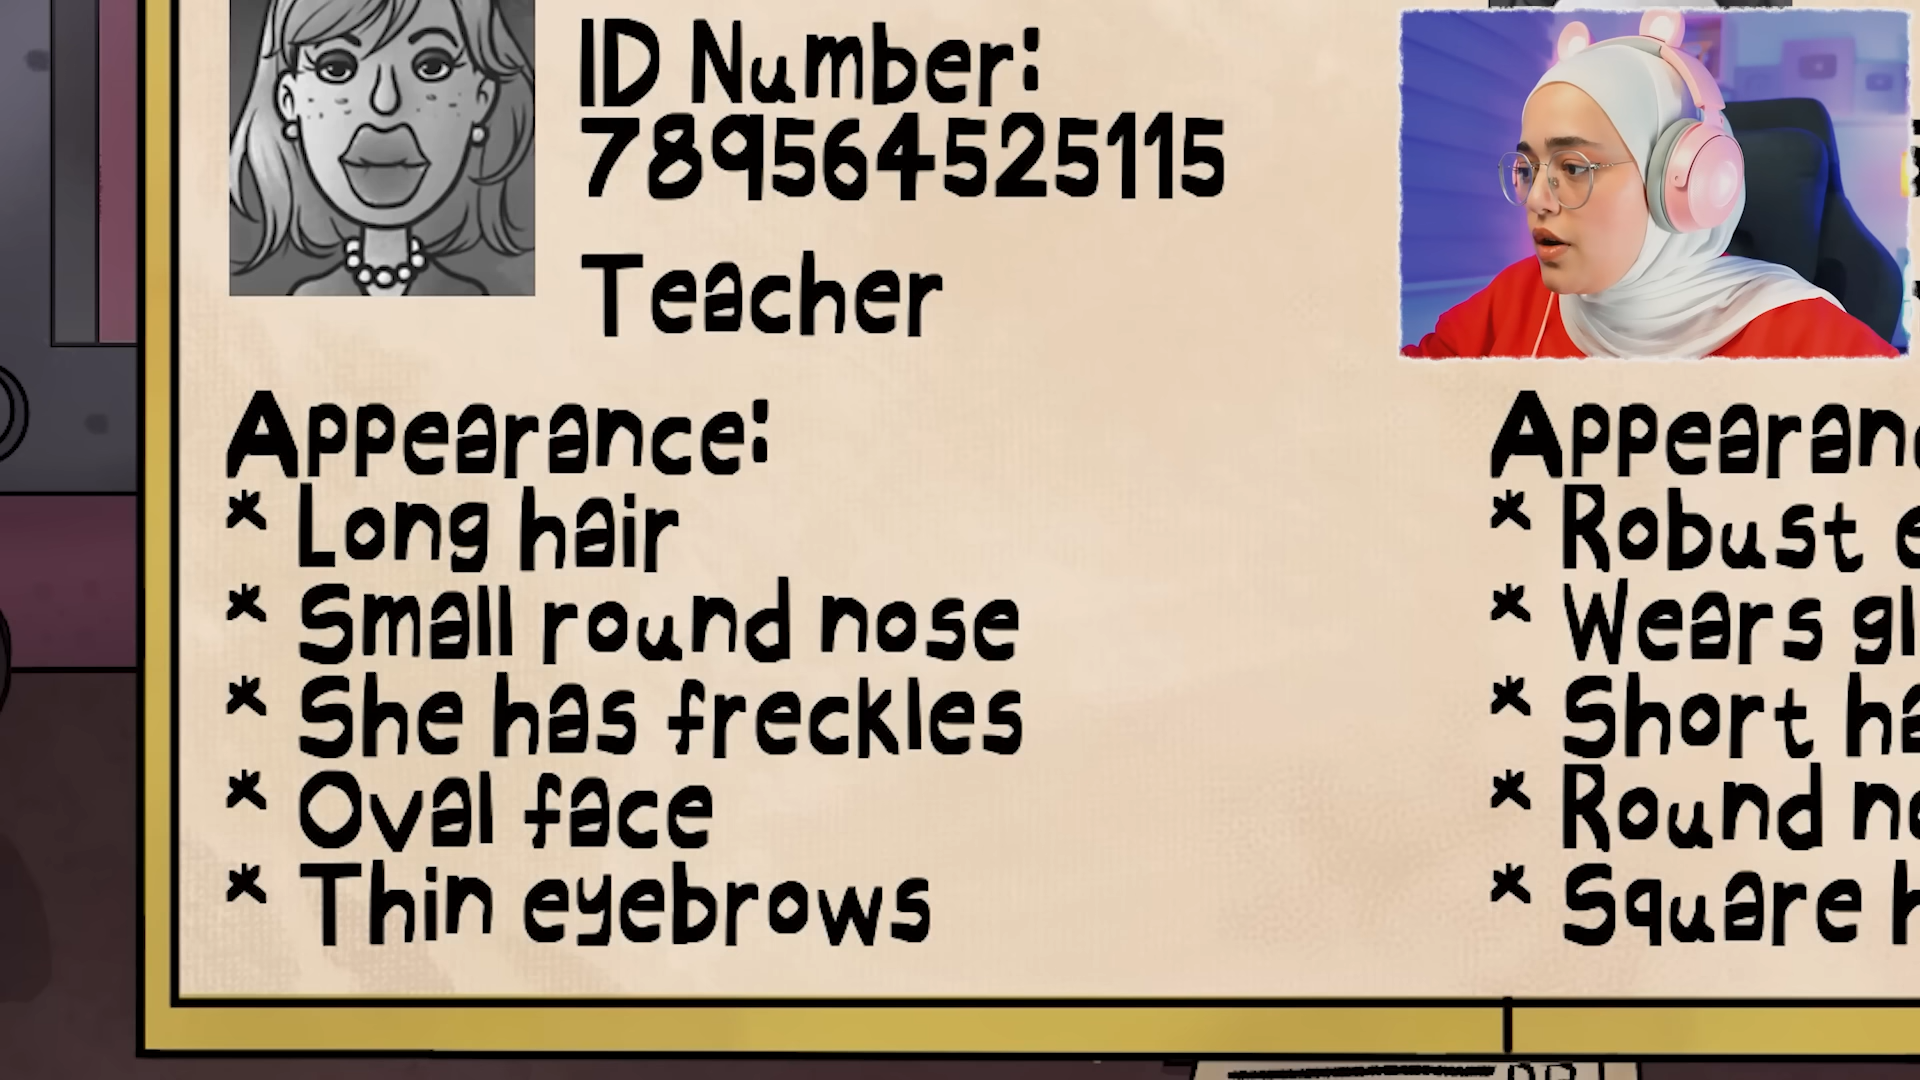 ID Number:
789564525115
Teacher
Appearance:
* Long hair
* Small round nose
* She has freckles
* Oval face
* Thin eyebrows
* Robust
* Wears
* Short
* Round
* Square